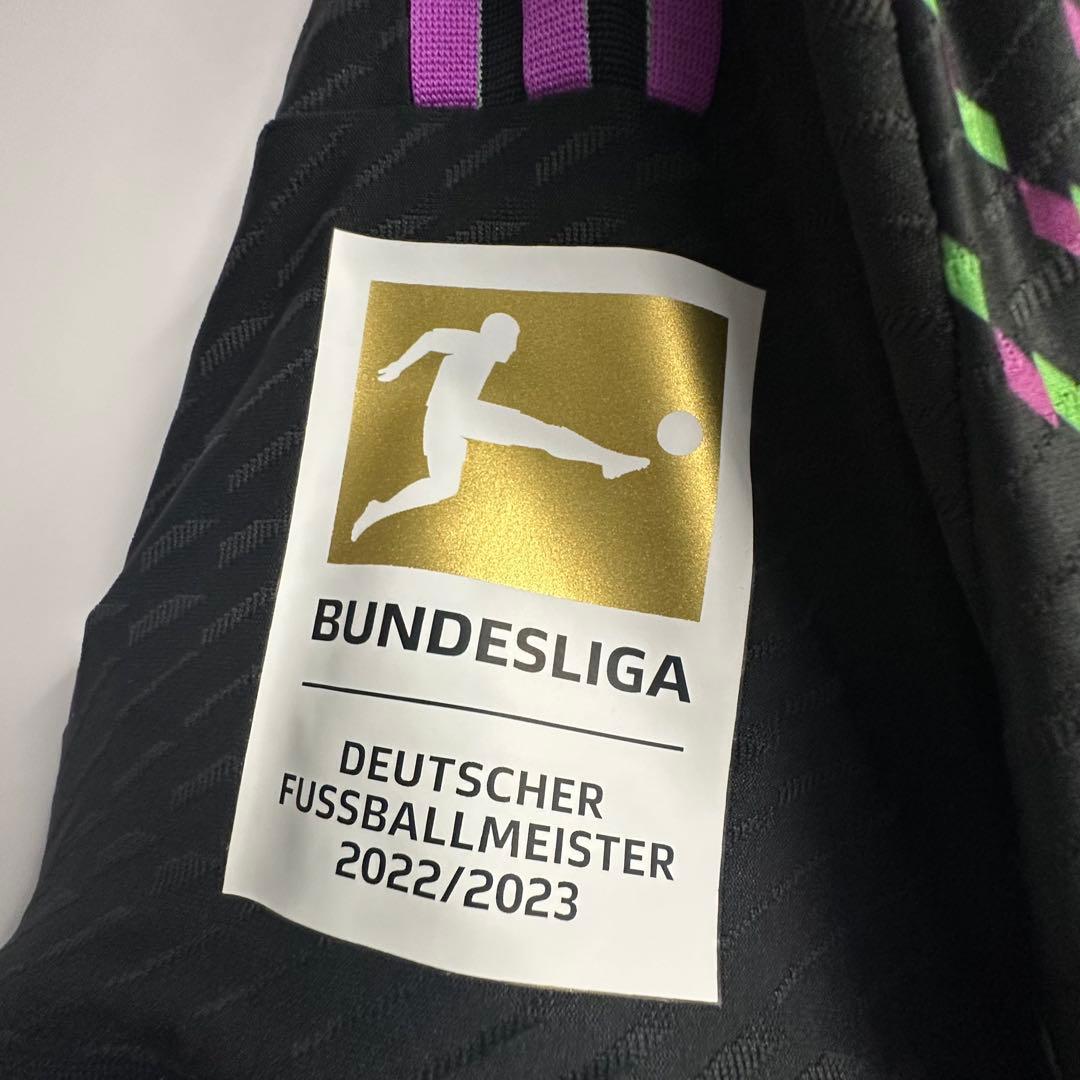 BUNDESLIGA
DEUTSCHER
FUSSBALLMEISTER
2022/2023